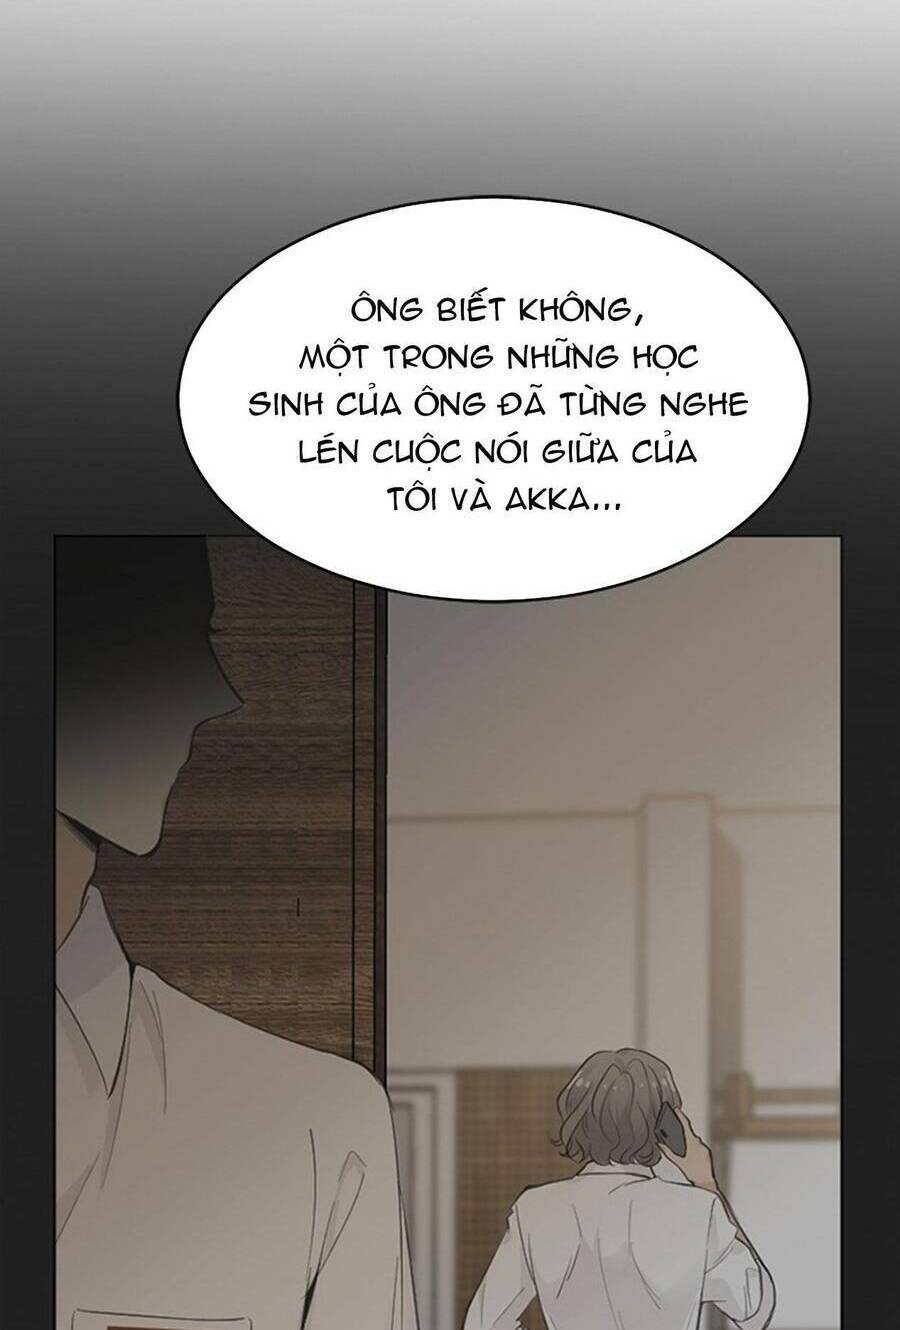 ÔNG BIẾT KHÔNG,
MỘT TRONG NHỮNG HỌC
SINH CỦA ÔNG ĐÃ TỪNG NGHE
LÉN CUỘC NÓI GIỮA CỦA
TÔI VÀ AKKA...